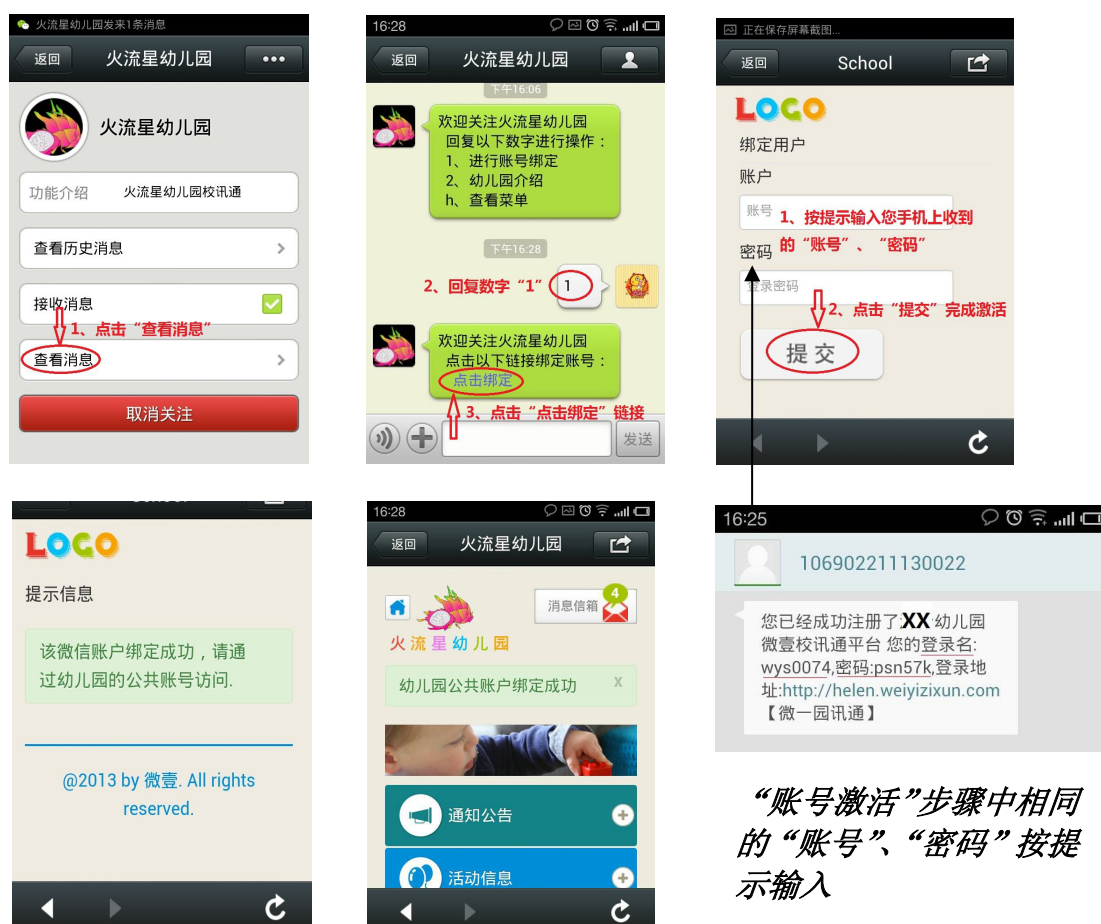 火流星幼儿园发来1条消息
返回
火流星幼儿园
火流星幼儿园
功能介绍
火流星幼儿园校讯通
查看历史消息
接收消息
1、点击“查看消息”
查看消息
取消关注
16:28
返回
火流星幼儿园
下午16:06
欢迎关注火流星幼儿园
回复以下数字进行操作：
1、进行账号绑定
2、幼儿园介绍
h、查看菜单
下午16:28
2、回复数字“1”
1
欢迎关注火流星幼儿园
点击以下链接绑定账号：
点击绑定
3、点击“点击绑定”链接
发送
正在保存屏幕截图...
返回
School
LOGO
绑定用户
账户
账号
1、按提示输入您手机上收到
的“账号”、“密码”
密码
登录密码
2、点击“提交”完成激活
提 交
LOGO
提示信息
该微信账户绑定成功，请通
过幼儿园的公共账号访问.
@2013 by 微壹. All rights
reserved.
16:28
返回
火流星幼儿园
消息信箱
4
火流星幼儿园
幼儿园公共账户绑定成功
X
通知公告
活动信息
16:25
106902211130022
您已经成功注册了XX幼儿园
微壹校讯通平台 您的登录名:
wys0074,密码:psn57k,登录地
址:http://helen.weiyizixun.com
【微一园讯通】
“账号激活”步骤中相同
的“账号”、“密码”按提
示输入